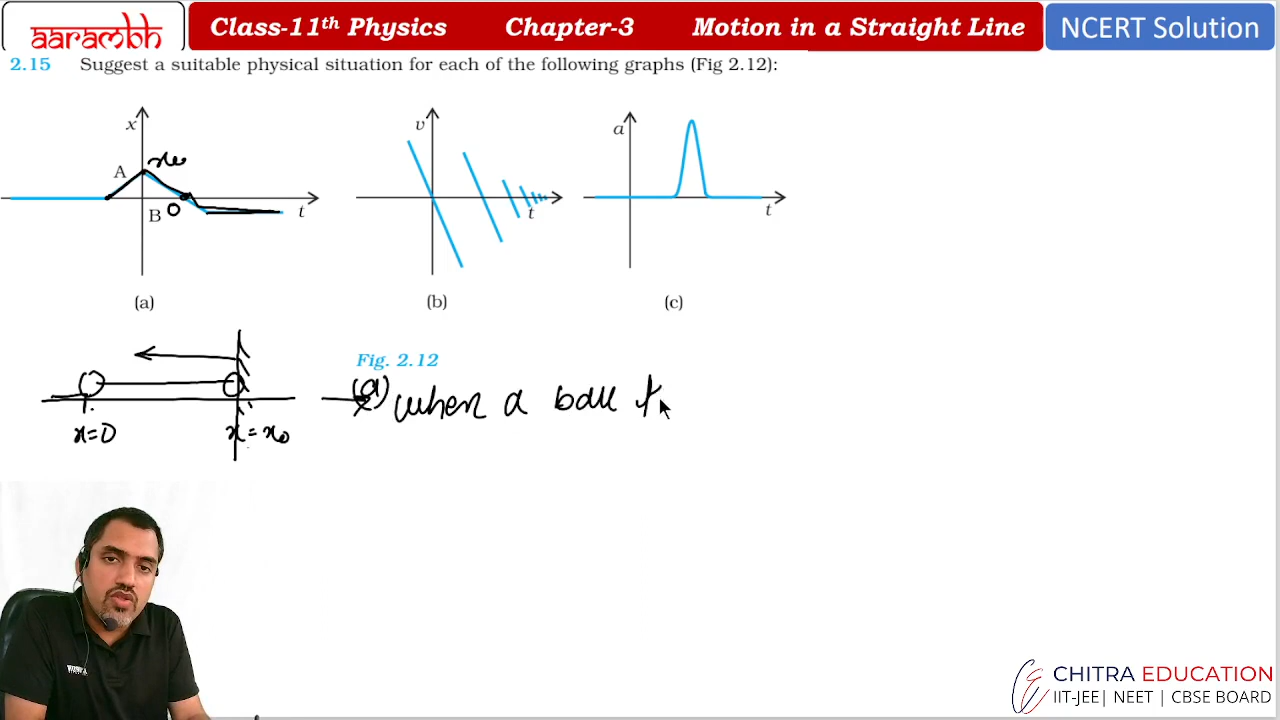 aarambh Class-11th Physics Chapter-3 Motion in a Straight Line NCERT Solution
2.15 Suggest a suitable physical situation for each of the following graphs (Fig 2.12):
x A x₀ B O t
v t
a t
(a) (b) (c)
Fig. 2.12
x=0 x=x₀
(a) when a ball t
CHITRA EDUCATION
IIT-JEE| NEET | CBSE BOARD